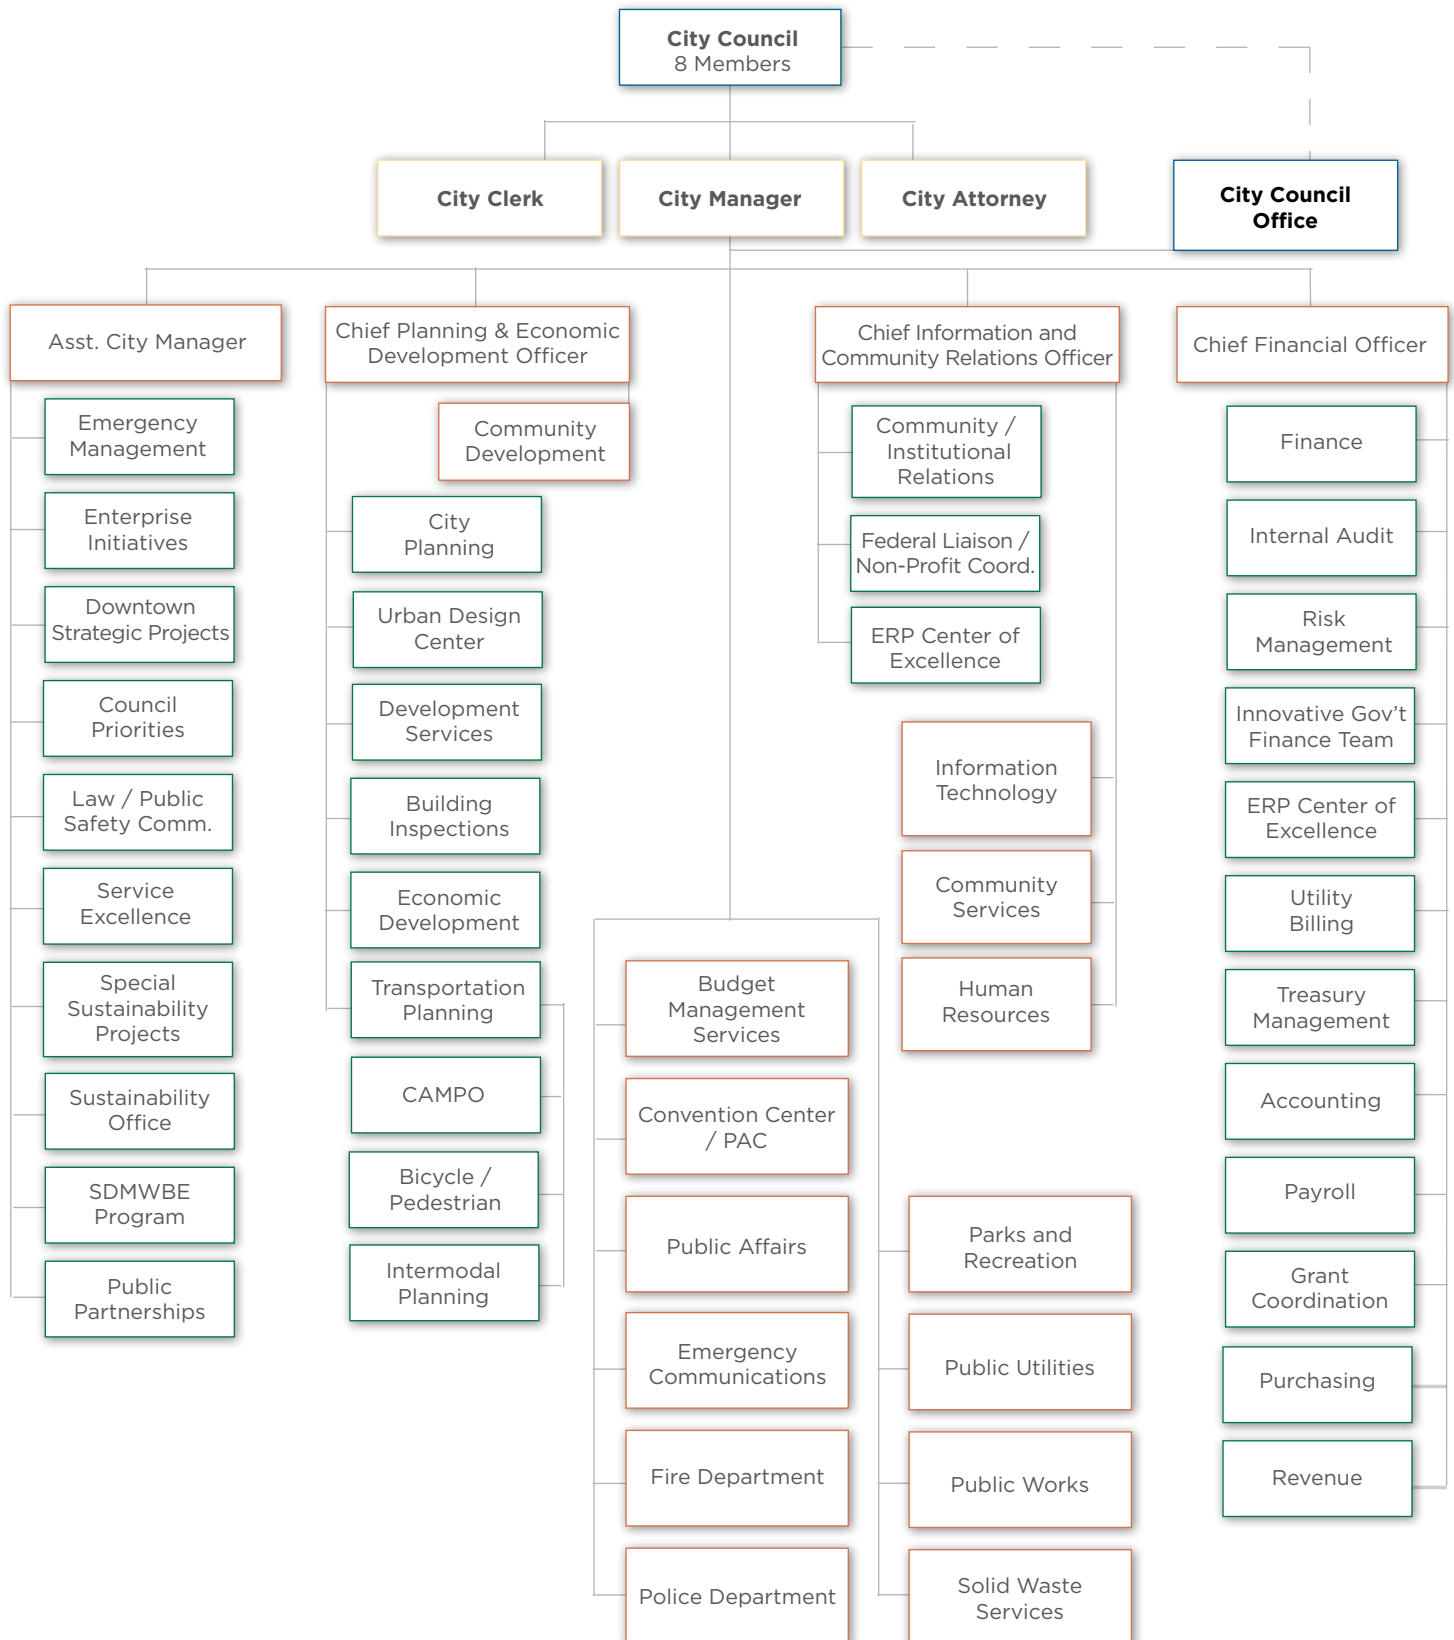 City Council
8 Members
City Clerk
City Manager
City Attorney
City Council
Office
Asst. City Manager
Emergency
Management
Enterprise
Initiatives
Downtown
Strategic Projects
Council
Priorities
Law / Public
Safety Comm.
Service
Excellence
Special
Sustainability
Projects
Sustainability
Office
SDMWBE
Program
Public
Partnerships
Chief Planning & Economic
Development Officer
Community
Development
City
Planning
Urban Design
Center
Development
Services
Building
Inspections
Economic
Development
Transportation
Planning
CAMPO
Bicycle /
Pedestrian
Intermodal
Planning
Budget
Management
Services
Convention Center
/ PAC
Public Affairs
Emergency
Communications
Fire Department
Police Department
Parks and
Recreation
Public Utilities
Public Works
Solid Waste
Services
Chief Information and
Community Relations Officer
Community /
Institutional
Relations
Federal Liaison /
Non-Profit Coord.
ERP Center of
Excellence
Information
Technology
Community
Services
Human
Resources
Chief Financial Officer
Finance
Internal Audit
Risk
Management
Innovative Gov’t
Finance Team
ERP Center of
Excellence
Utility
Billing
Treasury
Management
Accounting
Payroll
Grant
Coordination
Purchasing
Revenue